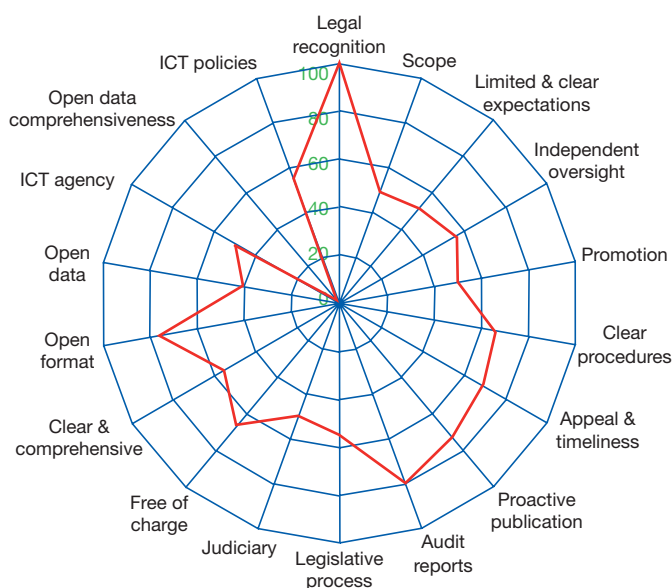 Legal
recognition
Scope
Limited & clear
expectations
Independent
oversight
Promotion
Clear
procedures
Appeal &
timeliness
Proactive
publication
Audit
reports
Legislative
process
Judiciary
Free of
charge
Clear &
comprehensive
Open
format
Open
data
ICT agency
Open data
comprehensiveness
ICT policies
100
80
60
40
20
0